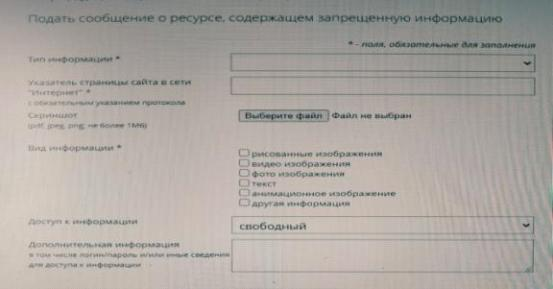 Подать сообщение о ресурсе, содержащем запрещенную информацию
* - поля, обязательные для заполнения
Тип информации *
Указатель страницы сайта в сети
"Интернет" *
с обязательным указанием протокола
Скриншот
(pdf, jpeg, png; не более 1Мб)
Выберите файл Файл не выбран
Вид информации *
рисованные изображения
видео изображения
фото изображения
текст
анимационное изображение
другая информация
Доступ к информации
свободный
Дополнительная информация
в том числе логин/пароль и/или иные сведения
для доступа к информации